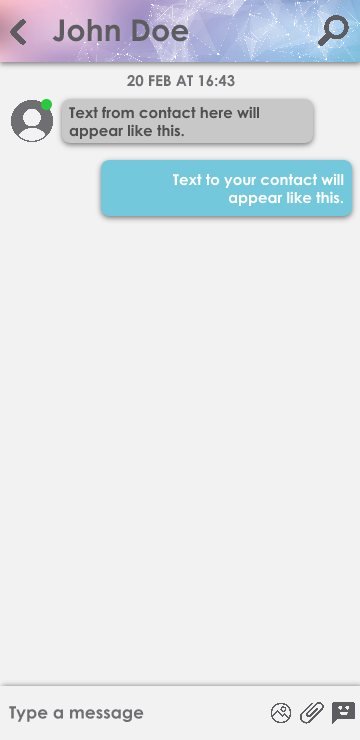 John Doe
20 FEB AT 16:43
Text from contact here will
appear like this.
Text to your contact will
appear like this.
Type a message